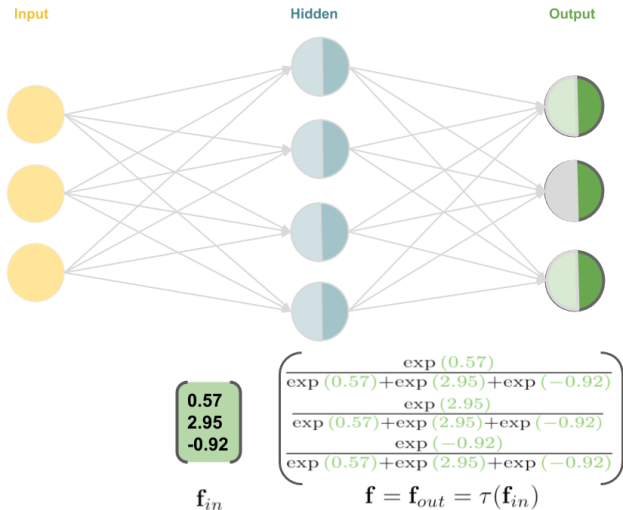 Input Hidden Output
0.57
2.95
-0.92
f_in
exp (0.57)
exp (0.57)+exp (2.95)+exp (−0.92)
exp (2.95)
exp (0.57)+exp (2.95)+exp (−0.92)
exp (−0.92)
exp (0.57)+exp (2.95)+exp (−0.92)
f = f_out = τ(f_in)